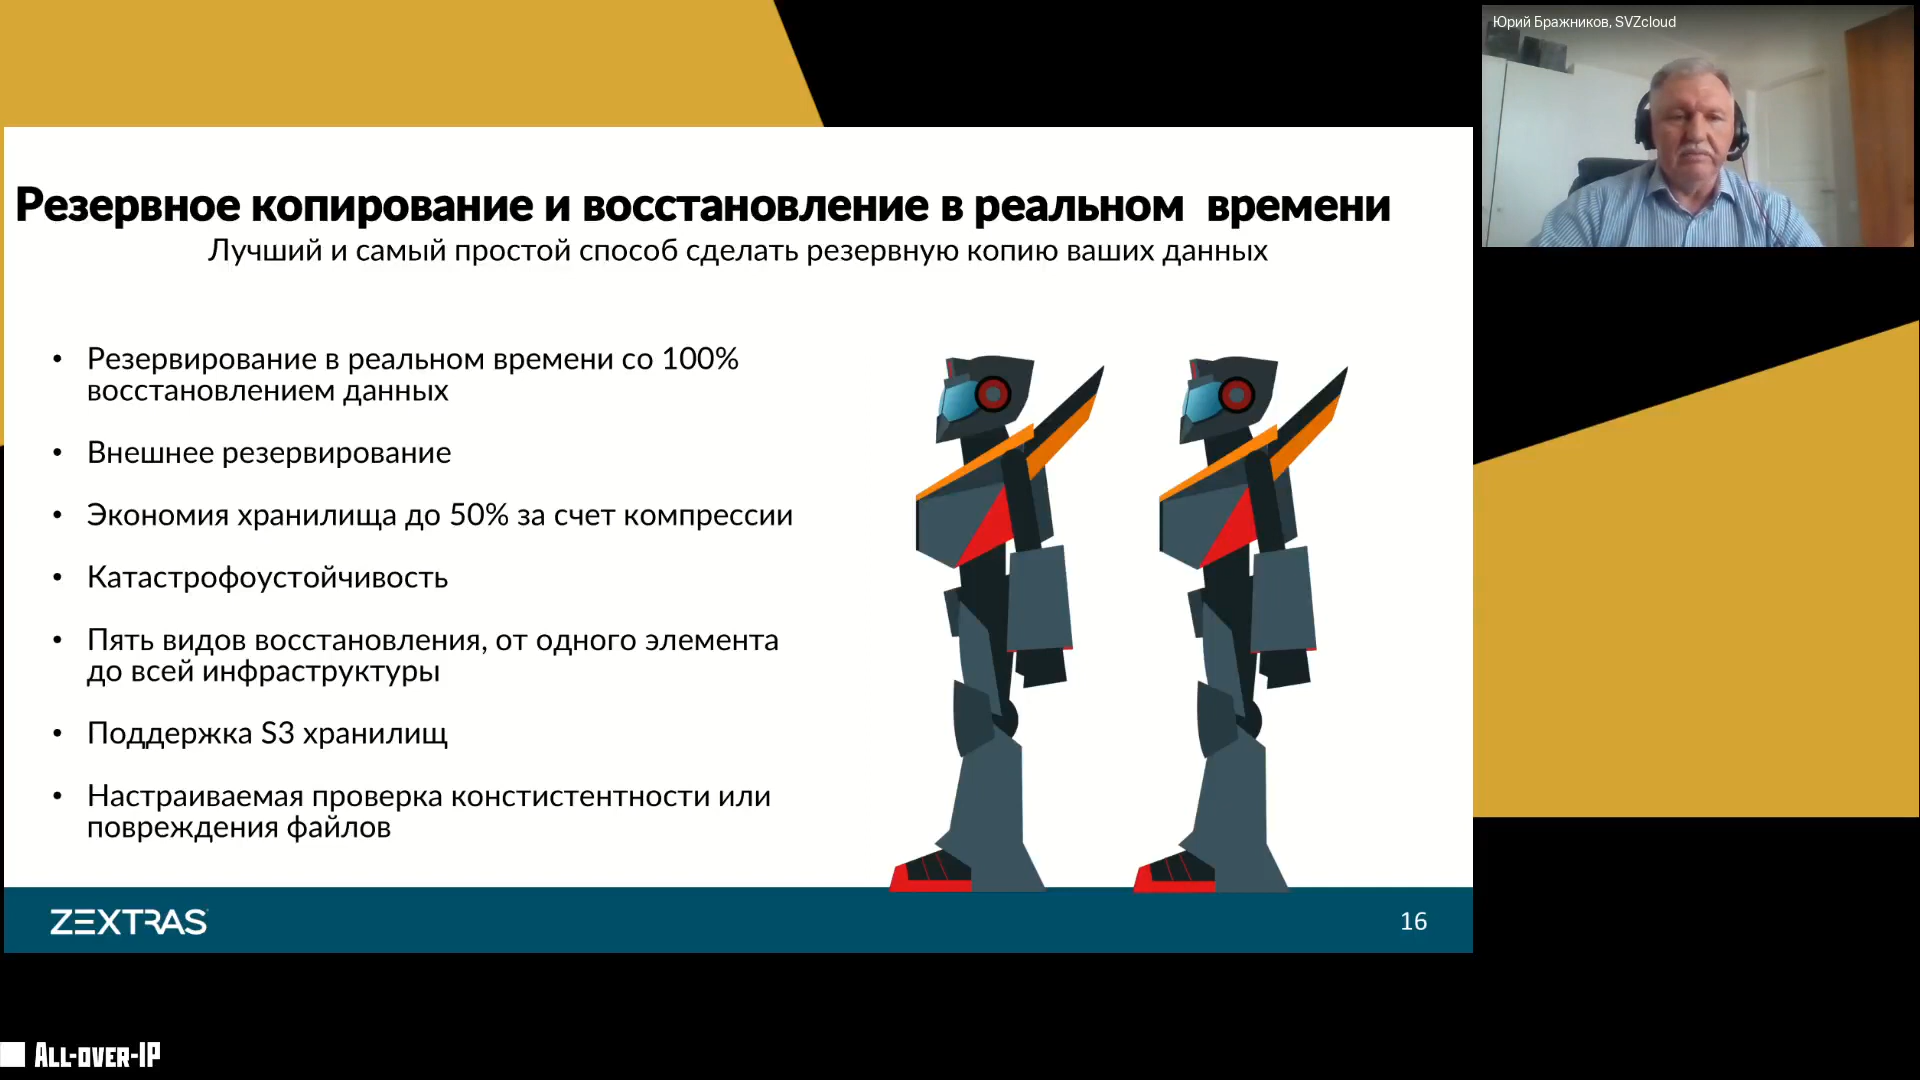 Юрий Бражников, SVZcloud
Резервное копирование и восстановление в реальном  времени
Лучший и самый простой способ сделать резервную копию ваших данных
• Резервирование в реальном времени со 100%
восстановлением данных
• Внешнее резервирование
• Экономия хранилища до 50% за счет компрессии
• Катастрофоустойчивость
• Пять видов восстановления, от одного элемента
до всей инфраструктуры
• Поддержка S3 хранилищ
• Настраиваемая проверка констистентности или
повреждения файлов
ZEXTRAS
16
ALL-OVER-IP